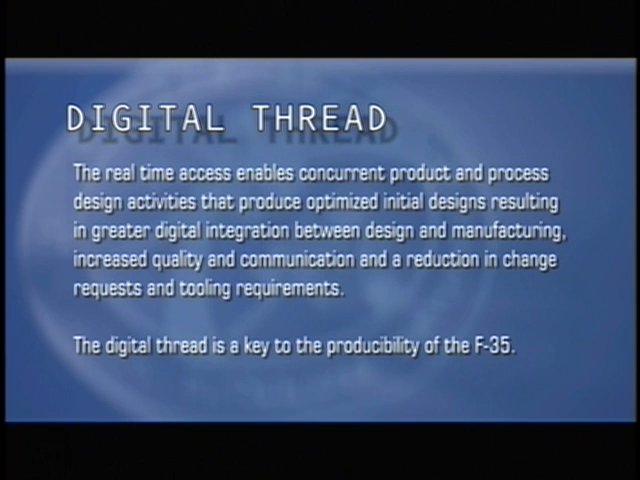 DIGITAL THREAD
The real time access enables concurrent product and process
design activities that produce optimized initial designs resulting
in greater digital integration between design and manufacturing,
increased quality and communication and a reduction in change
requests and tooling requirements.
The digital thread is a key to the producibility of the F-35.